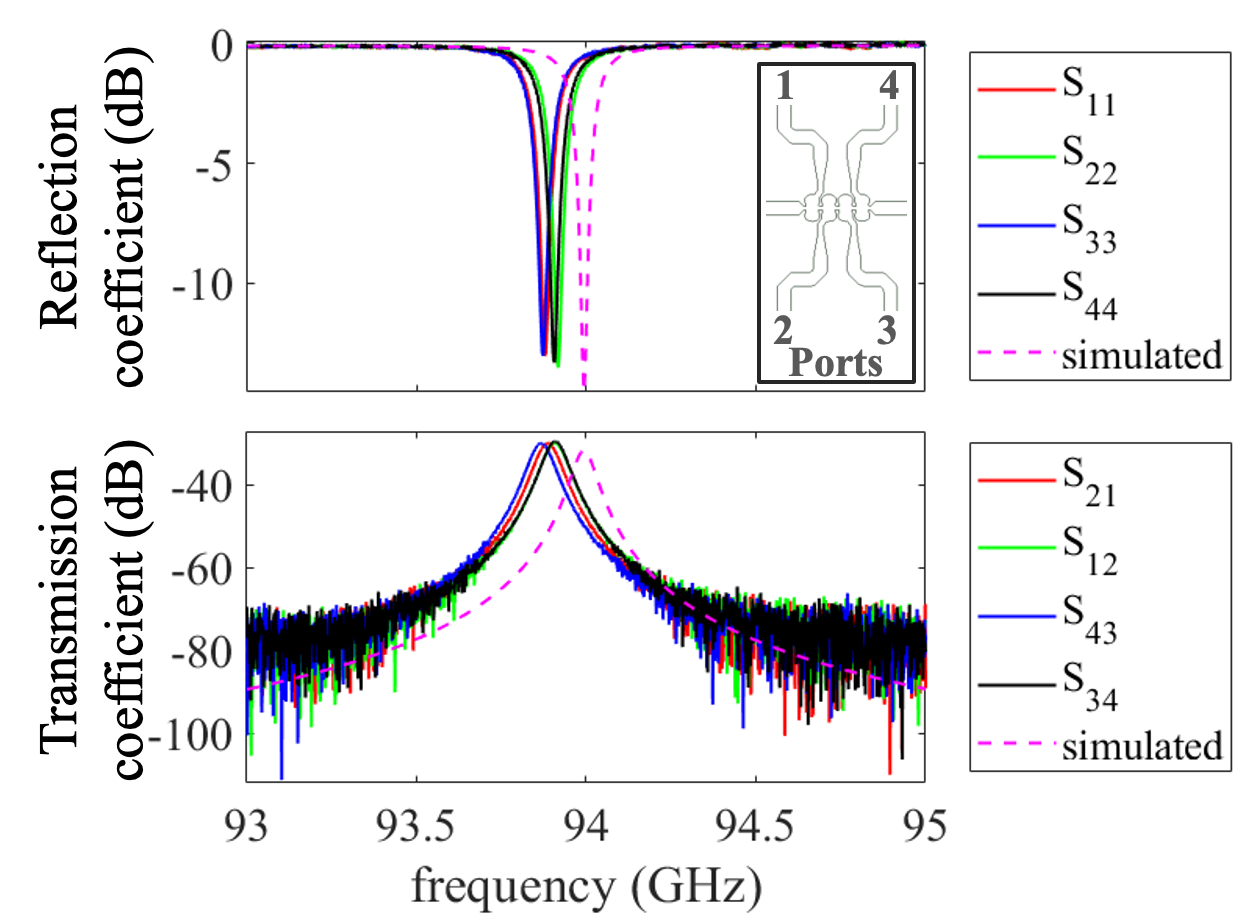 Reflection
coefficient (dB)
0
-5
-10
1 4
2 3
Ports
S11
S22
S33
S44
simulated
Transmission
coefficient (dB)
-40
-60
-80
-100
93 93.5 94 94.5 95
frequency (GHz)
S21
S12
S43
S34
simulated